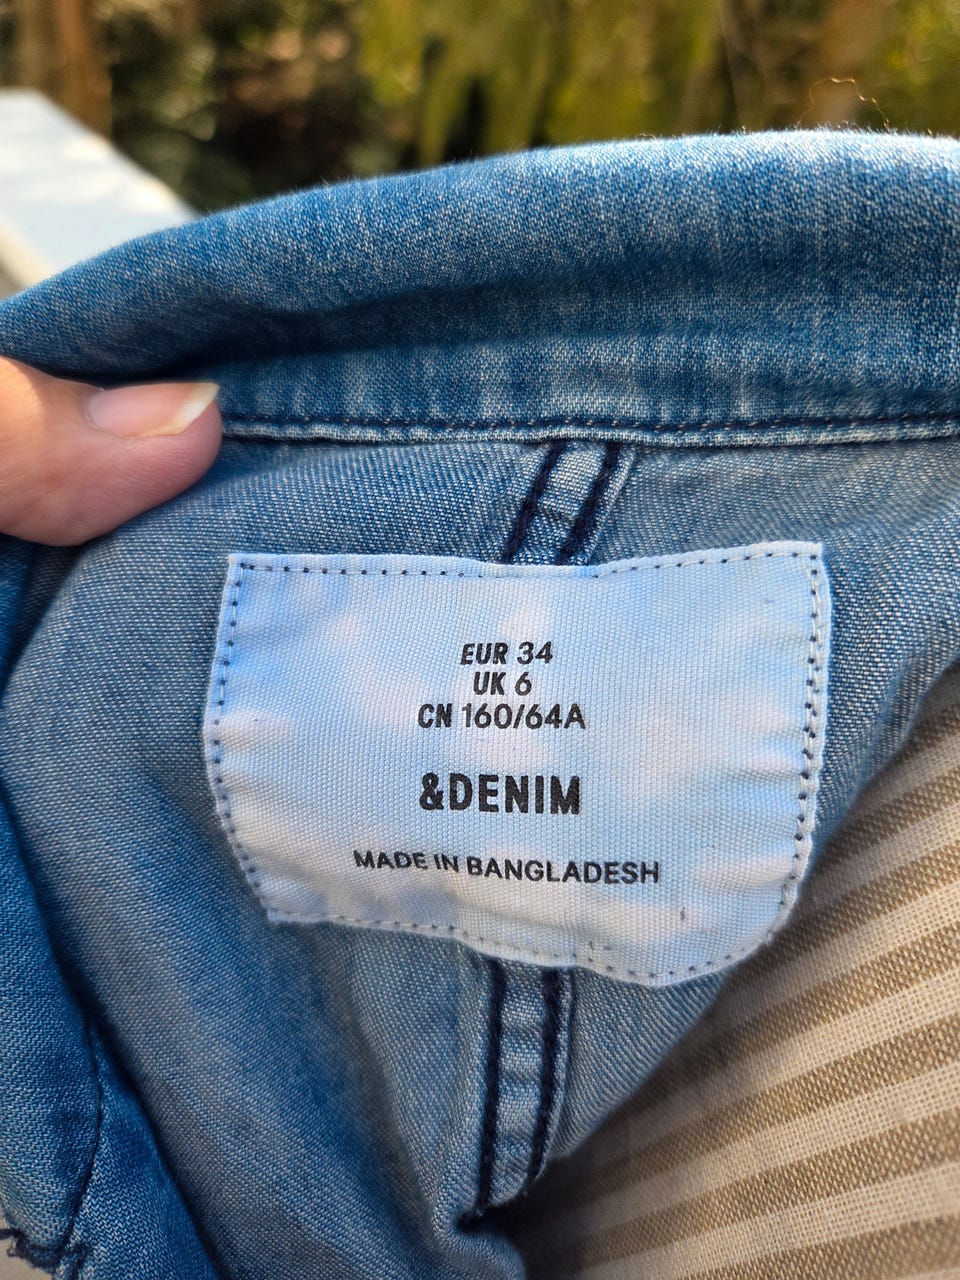 EUR 34
UK 6
CN 160/64A
&DENIM
MADE IN BANGLADESH